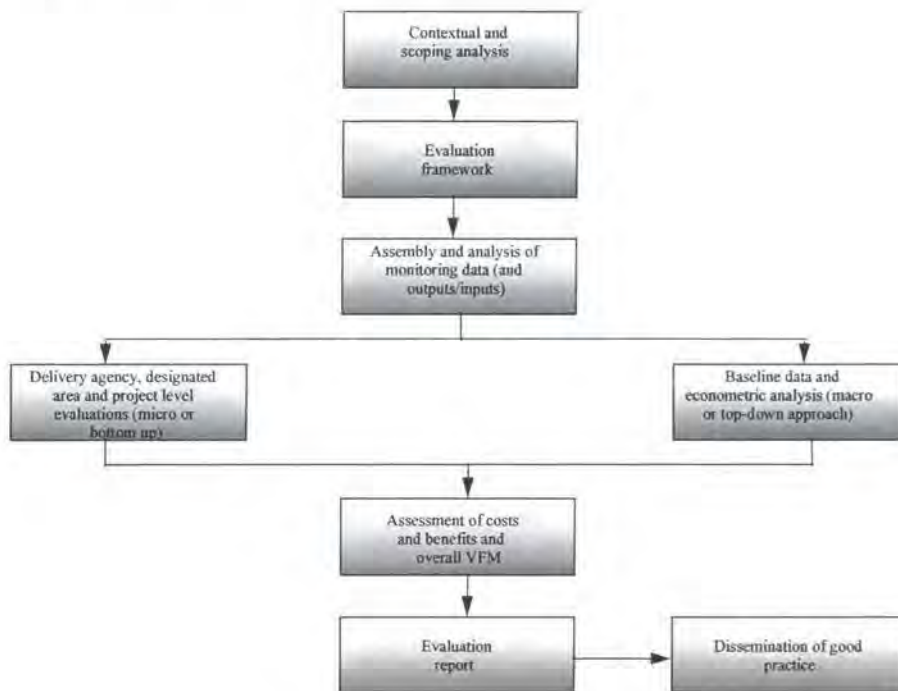 Contextual and
scoping analysis
Evaluation
framework
Assembly and analysis of
monitoring data (and
outputs/inputs)
Delivery agency, designated
area and project level
evaluations (micro or
bottom up)
Baseline data and
econometric analysis (macro
or top-down approach)
Assessment of costs
and benefits and
overall VFM
Evaluation
report
Dissemination of good
practice